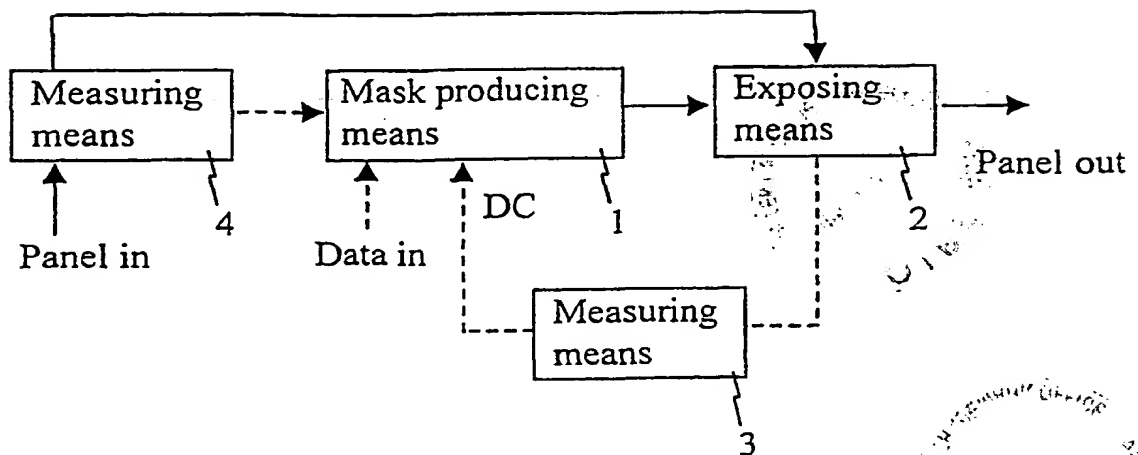 Measuring
means
4
Mask producing
means
1
Exposing
means
2
Panel out
Panel in
Data in
DC
Measuring
means
3